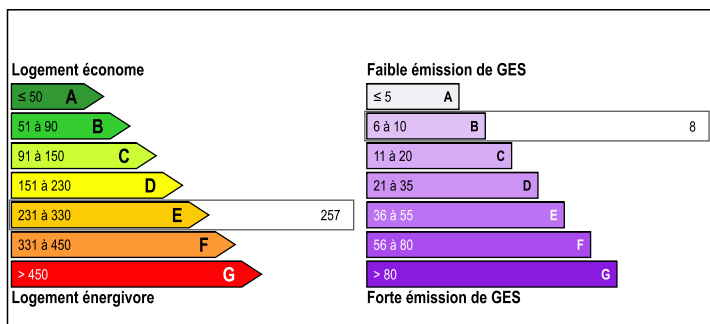 Logement économe
≤ 50 A
51 à 90 B
91 à 150 C
151 à 230 D
231 à 330 E 257
331 à 450 F
> 450 G
Logement énergivore
Faible émission de GES
≤ 5 A
6 à 10 B 8
11 à 20 C
21 à 35 D
36 à 55 E
56 à 80 F
> 80 G
Forte émission de GES